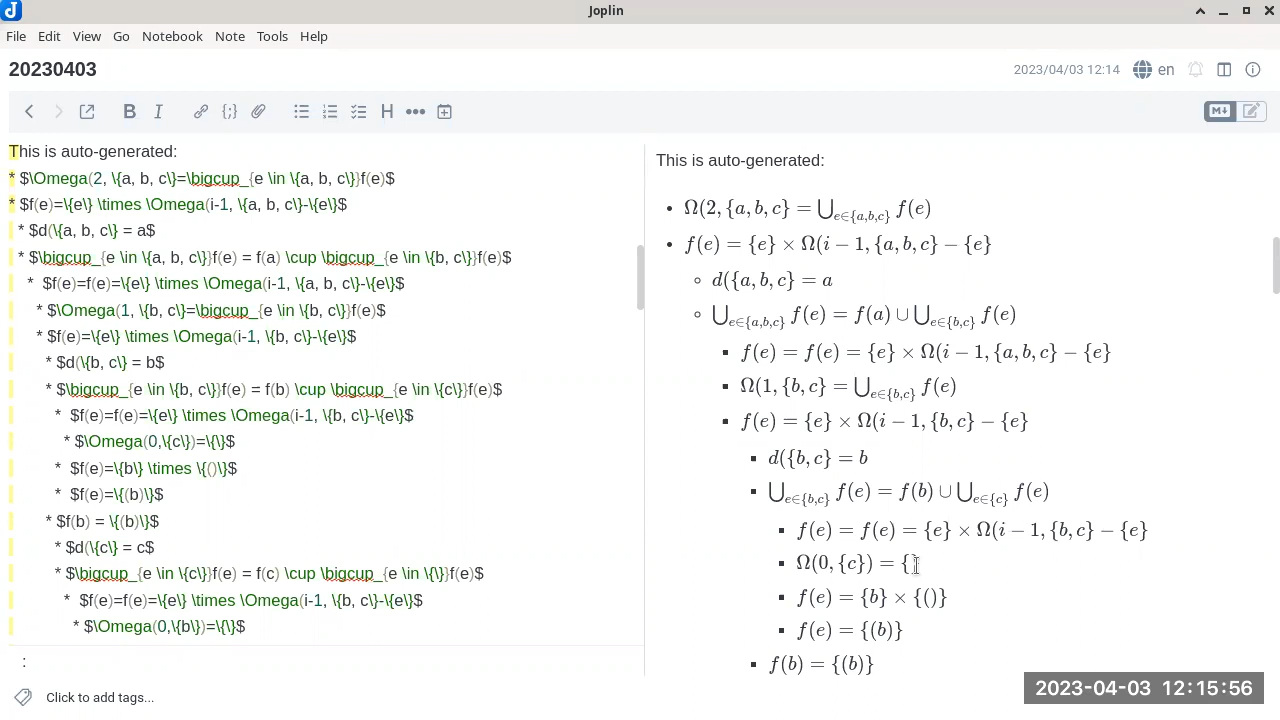 Joplin
File Edit View Go Notebook Note Tools Help
20230403
2023/04/03 12:14 en
B I H M↓
This is auto-generated:
* $\Omega(2, \{a, b, c\}=\bigcup_{e \in \{a, b, c\}}f(e)$
* $f(e)=\{e\} \times \Omega(i-1, \{a, b, c\}-\{e\}$
* $d(\{a, b, c\} = a$
* $\bigcup_{e \in \{a, b, c\}}f(e) = f(a) \cup \bigcup_{e \in \{b, c\}}f(e)$
* $f(e)=f(e)=\{e\} \times \Omega(i-1, \{a, b, c\}-\{e\}$
* $\Omega(1, \{b, c\}=\bigcup_{e \in \{b, c\}}f(e)$
* $f(e)=\{e\} \times \Omega(i-1, \{b, c\}-\{e\}$
* $d(\{b, c\} = b$
* $\bigcup_{e \in \{b, c\}}f(e) = f(b) \cup \bigcup_{e \in \{c\}}f(e)$
* $f(e)=f(e)=\{e\} \times \Omega(i-1, \{b, c\}-\{e\}$
* $\Omega(0,\{c\})=\{\}$
* $f(e)=\{b\} \times \{()\}$
* $f(e)=\{(b)\}$
* $f(b) = \{(b)\}$
* $d(\{c\} = c$
* $\bigcup_{e \in \{c\}}f(e) = f(c) \cup \bigcup_{e \in \{\}}f(e)$
* $f(e)=f(e)=\{e\} \times \Omega(i-1, \{b, c\}-\{e\}$
* $\Omega(0,\{b\})=\{\}$
:
This is auto-generated:
• Ω(2, {a, b, c} = ⋃e∈{a,b,c} f(e)
• f(e) = {e} × Ω(i − 1, {a, b, c} − {e}
◦ d({a, b, c} = a
◦ ⋃e∈{a,b,c} f(e) = f(a) ∪ ⋃e∈{b,c} f(e)
▪ f(e) = f(e) = {e} × Ω(i − 1, {a, b, c} − {e}
▪ Ω(1, {b, c} = ⋃e∈{b,c} f(e)
▪ f(e) = {e} × Ω(i − 1, {b, c} − {e}
▪ d({b, c} = b
▪ ⋃e∈{b,c} f(e) = f(b) ∪ ⋃e∈{c} f(e)
▪ f(e) = f(e) = {e} × Ω(i − 1, {b, c} − {e}
▪ Ω(0, {c}) = {}
▪ f(e) = {b} × {()}
▪ f(e) = {(b)}
▪ f(b) = {(b)}
Click to add tags...
2023-04-03 12:15:56